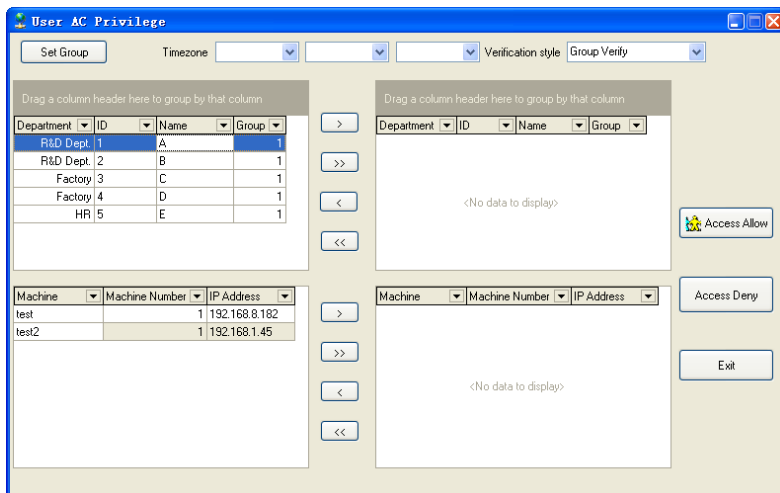 User AC Privilege
Set Group Timezone Verification style Group Verify
Drag a column header here to group by that column
Department ID Name Group
R&D Dept. 1 A 1
R&D Dept. 2 B 1
Factory 3 C 1
Factory 4 D 1
HR 5 E 1
>
>>
<
<<
Drag a column header here to group by that column
Department ID Name Group
<No data to display>
Access Allow
Machine Machine Number IP Address
test 1 192.168.8.182
test2 1 192.168.1.45
>
>>
<
<<
Machine Machine Number IP Address
<No data to display>
Access Deny
Exit